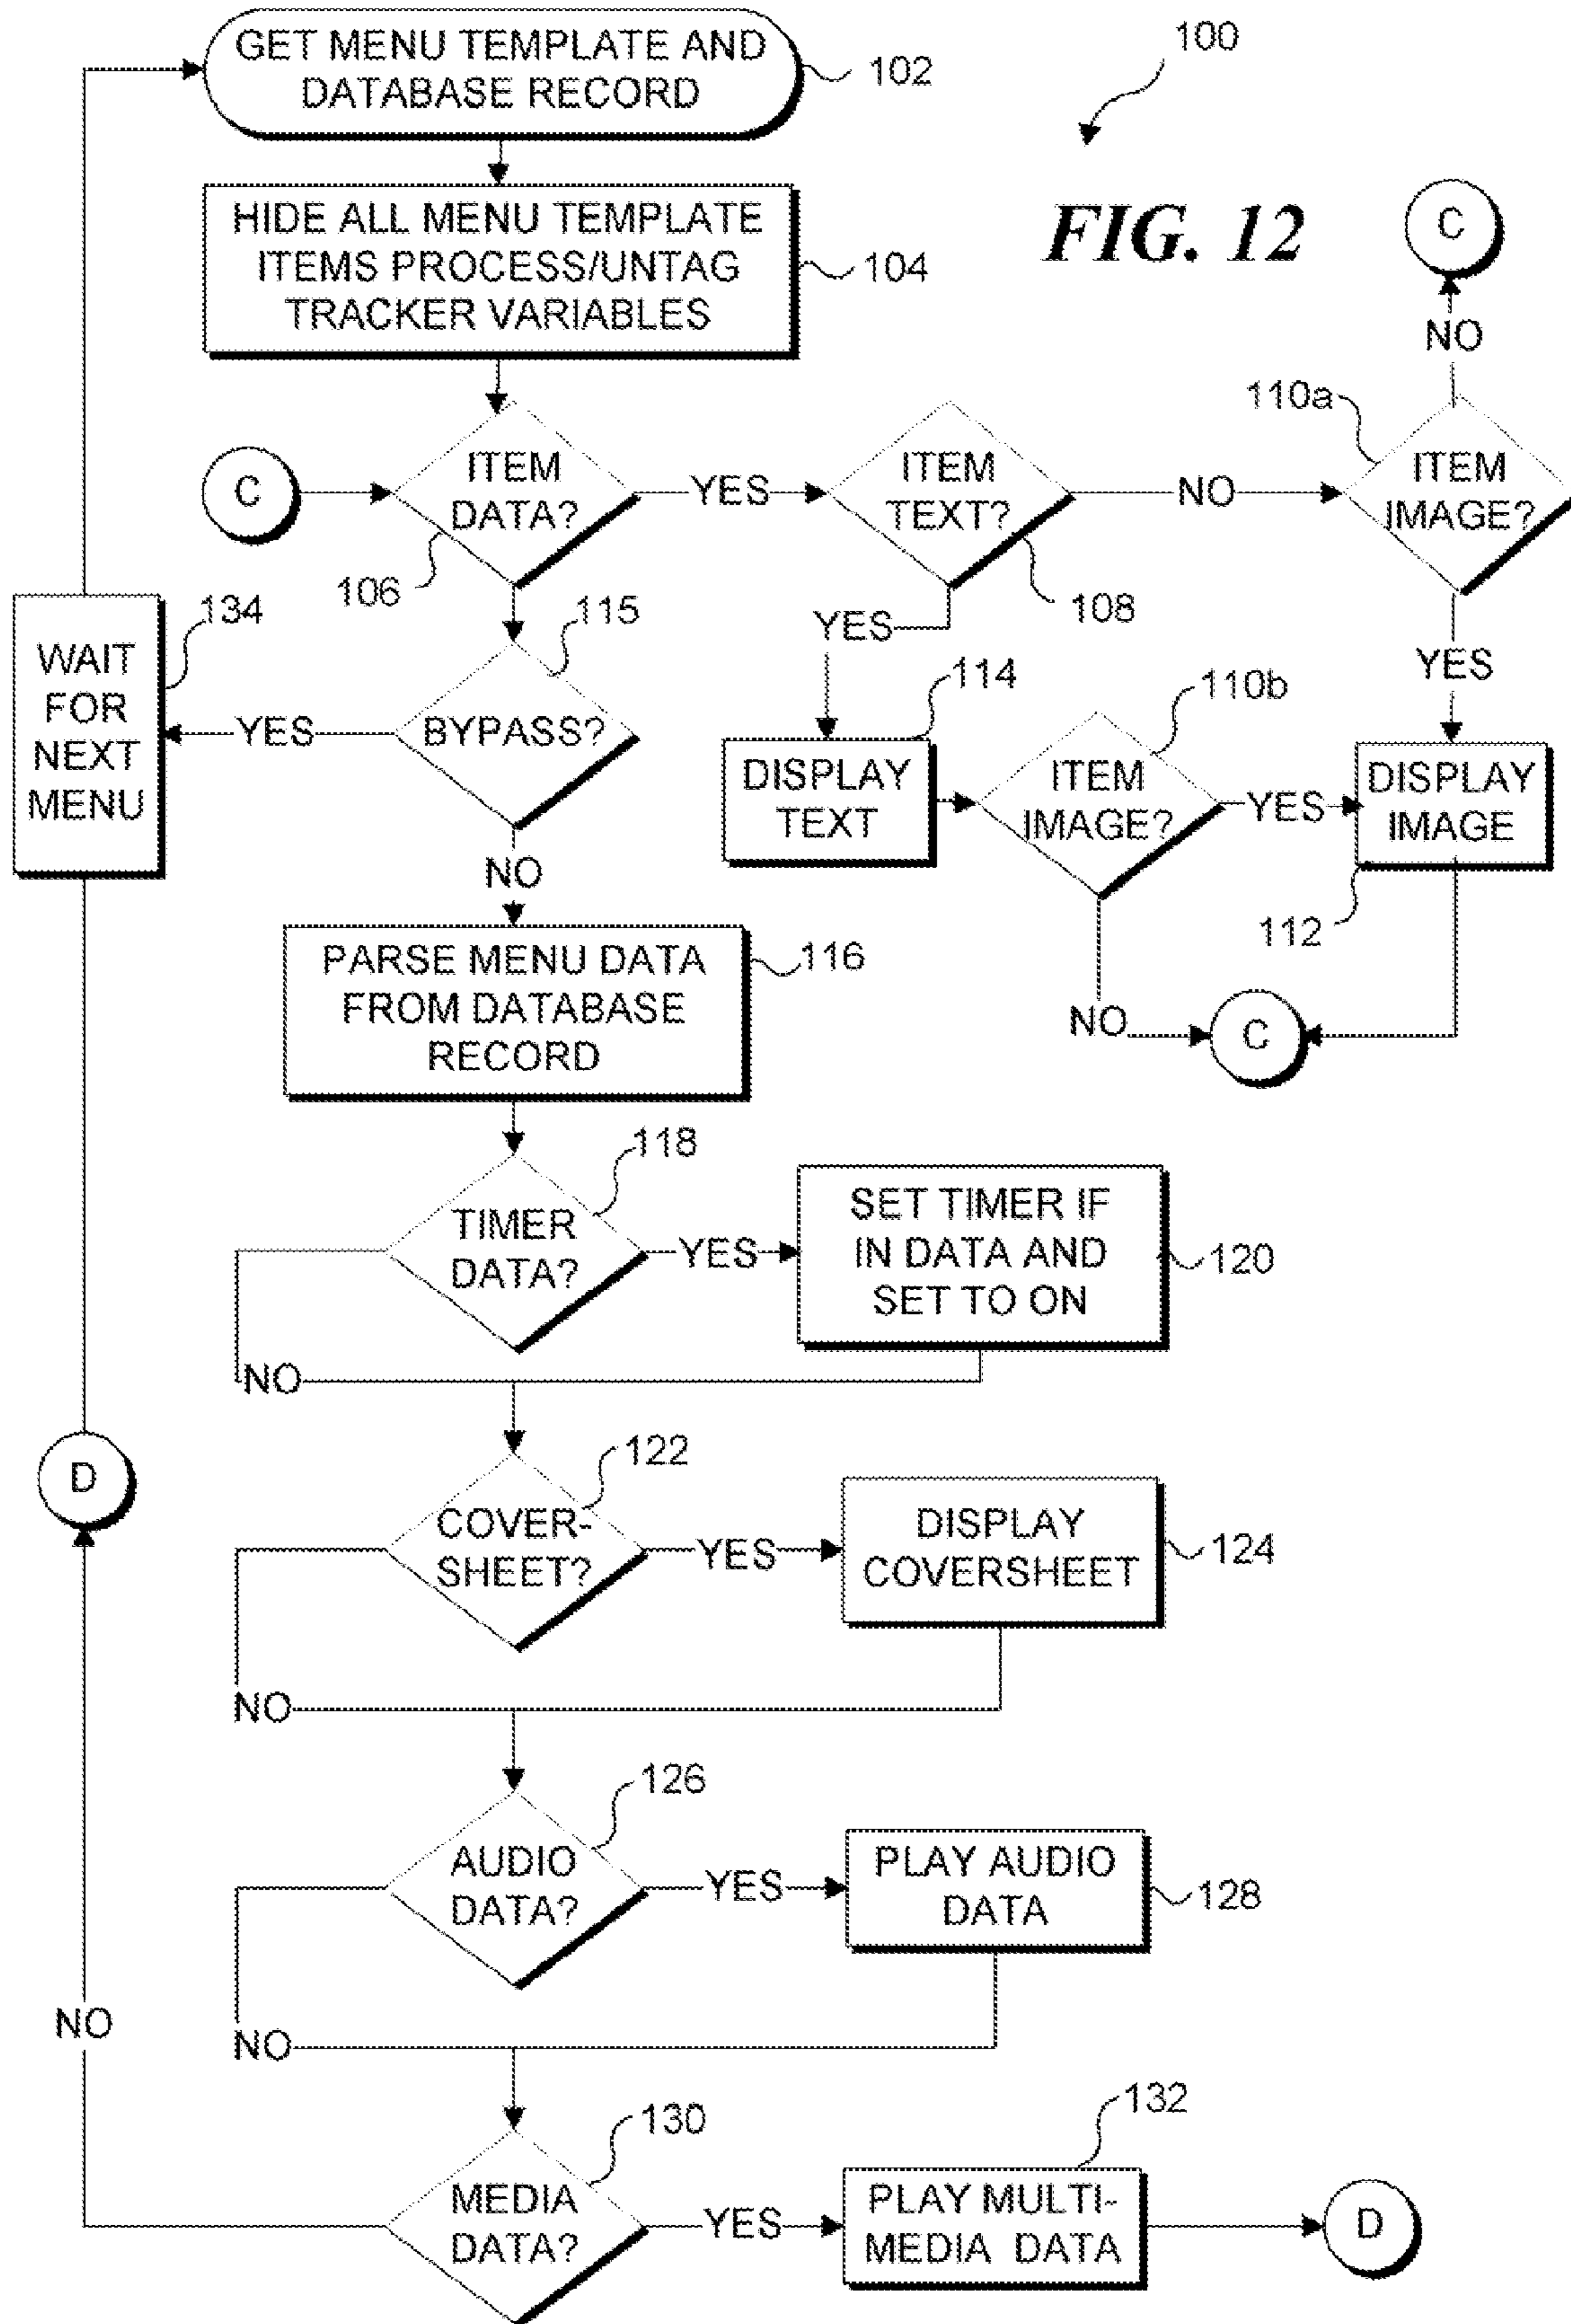 GET MENU TEMPLATE AND
DATABASE RECORD
102
100
FIG. 12
HIDE ALL MENU TEMPLATE
ITEMS PROCESS/UNTAG
TRACKER VARIABLES
104
C
NO
110a
C
ITEM
DATA?
106
YES
ITEM
TEXT?
108
NO
ITEM
IMAGE?
YES
YES
134
WAIT
FOR
NEXT
MENU
115
BYPASS?
YES
NO
114
DISPLAY
TEXT
110b
ITEM
IMAGE?
YES
DISPLAY
IMAGE
112
NO
C
PARSE MENU DATA
FROM DATABASE
RECORD
116
118
TIMER
DATA?
YES
SET TIMER IF
IN DATA AND
SET TO ON
120
NO
D
122
COVER-
SHEET?
YES
DISPLAY
COVERSHEET
124
NO
126
AUDIO
DATA?
YES
PLAY AUDIO
DATA
128
NO
NO
130
MEDIA
DATA?
YES
132
PLAY MULTI-
MEDIA DATA
D